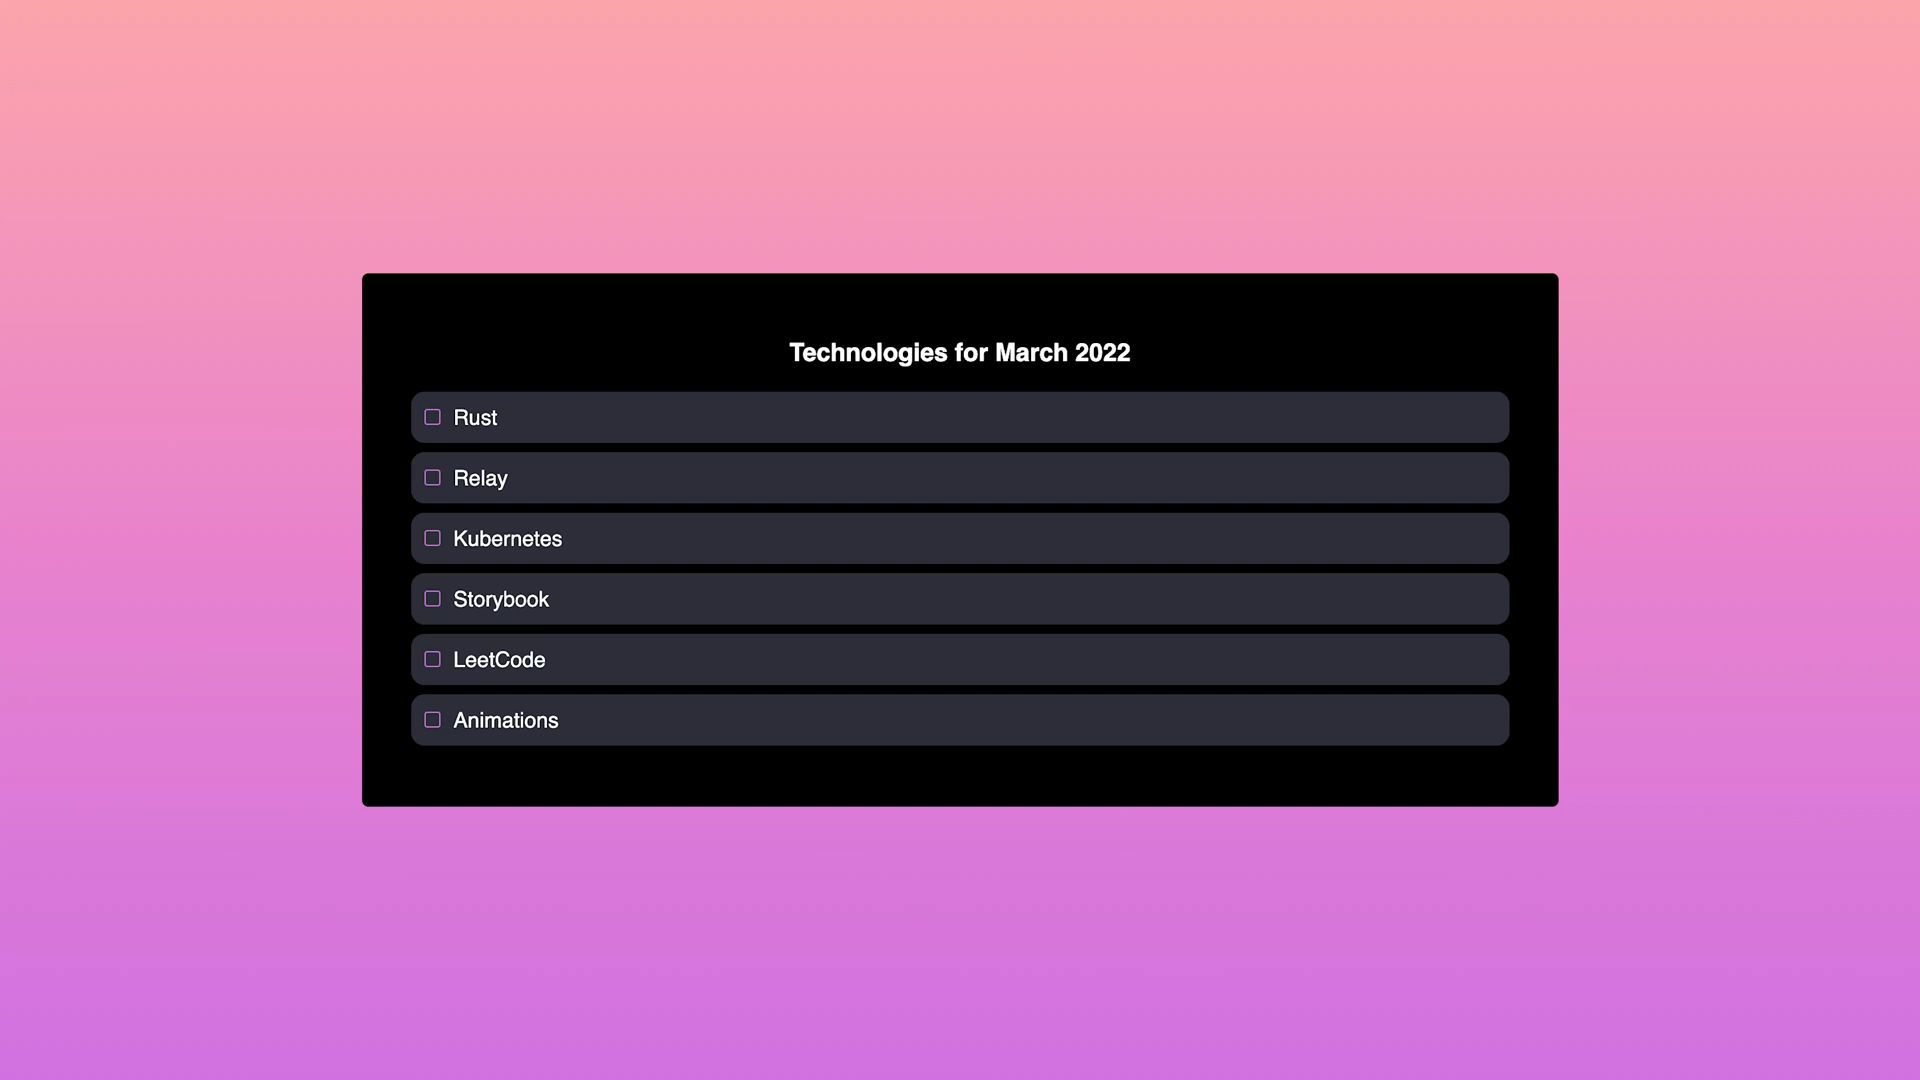 Technologies for March 2022
Rust
Relay
Kubernetes
Storybook
LeetCode
Animations